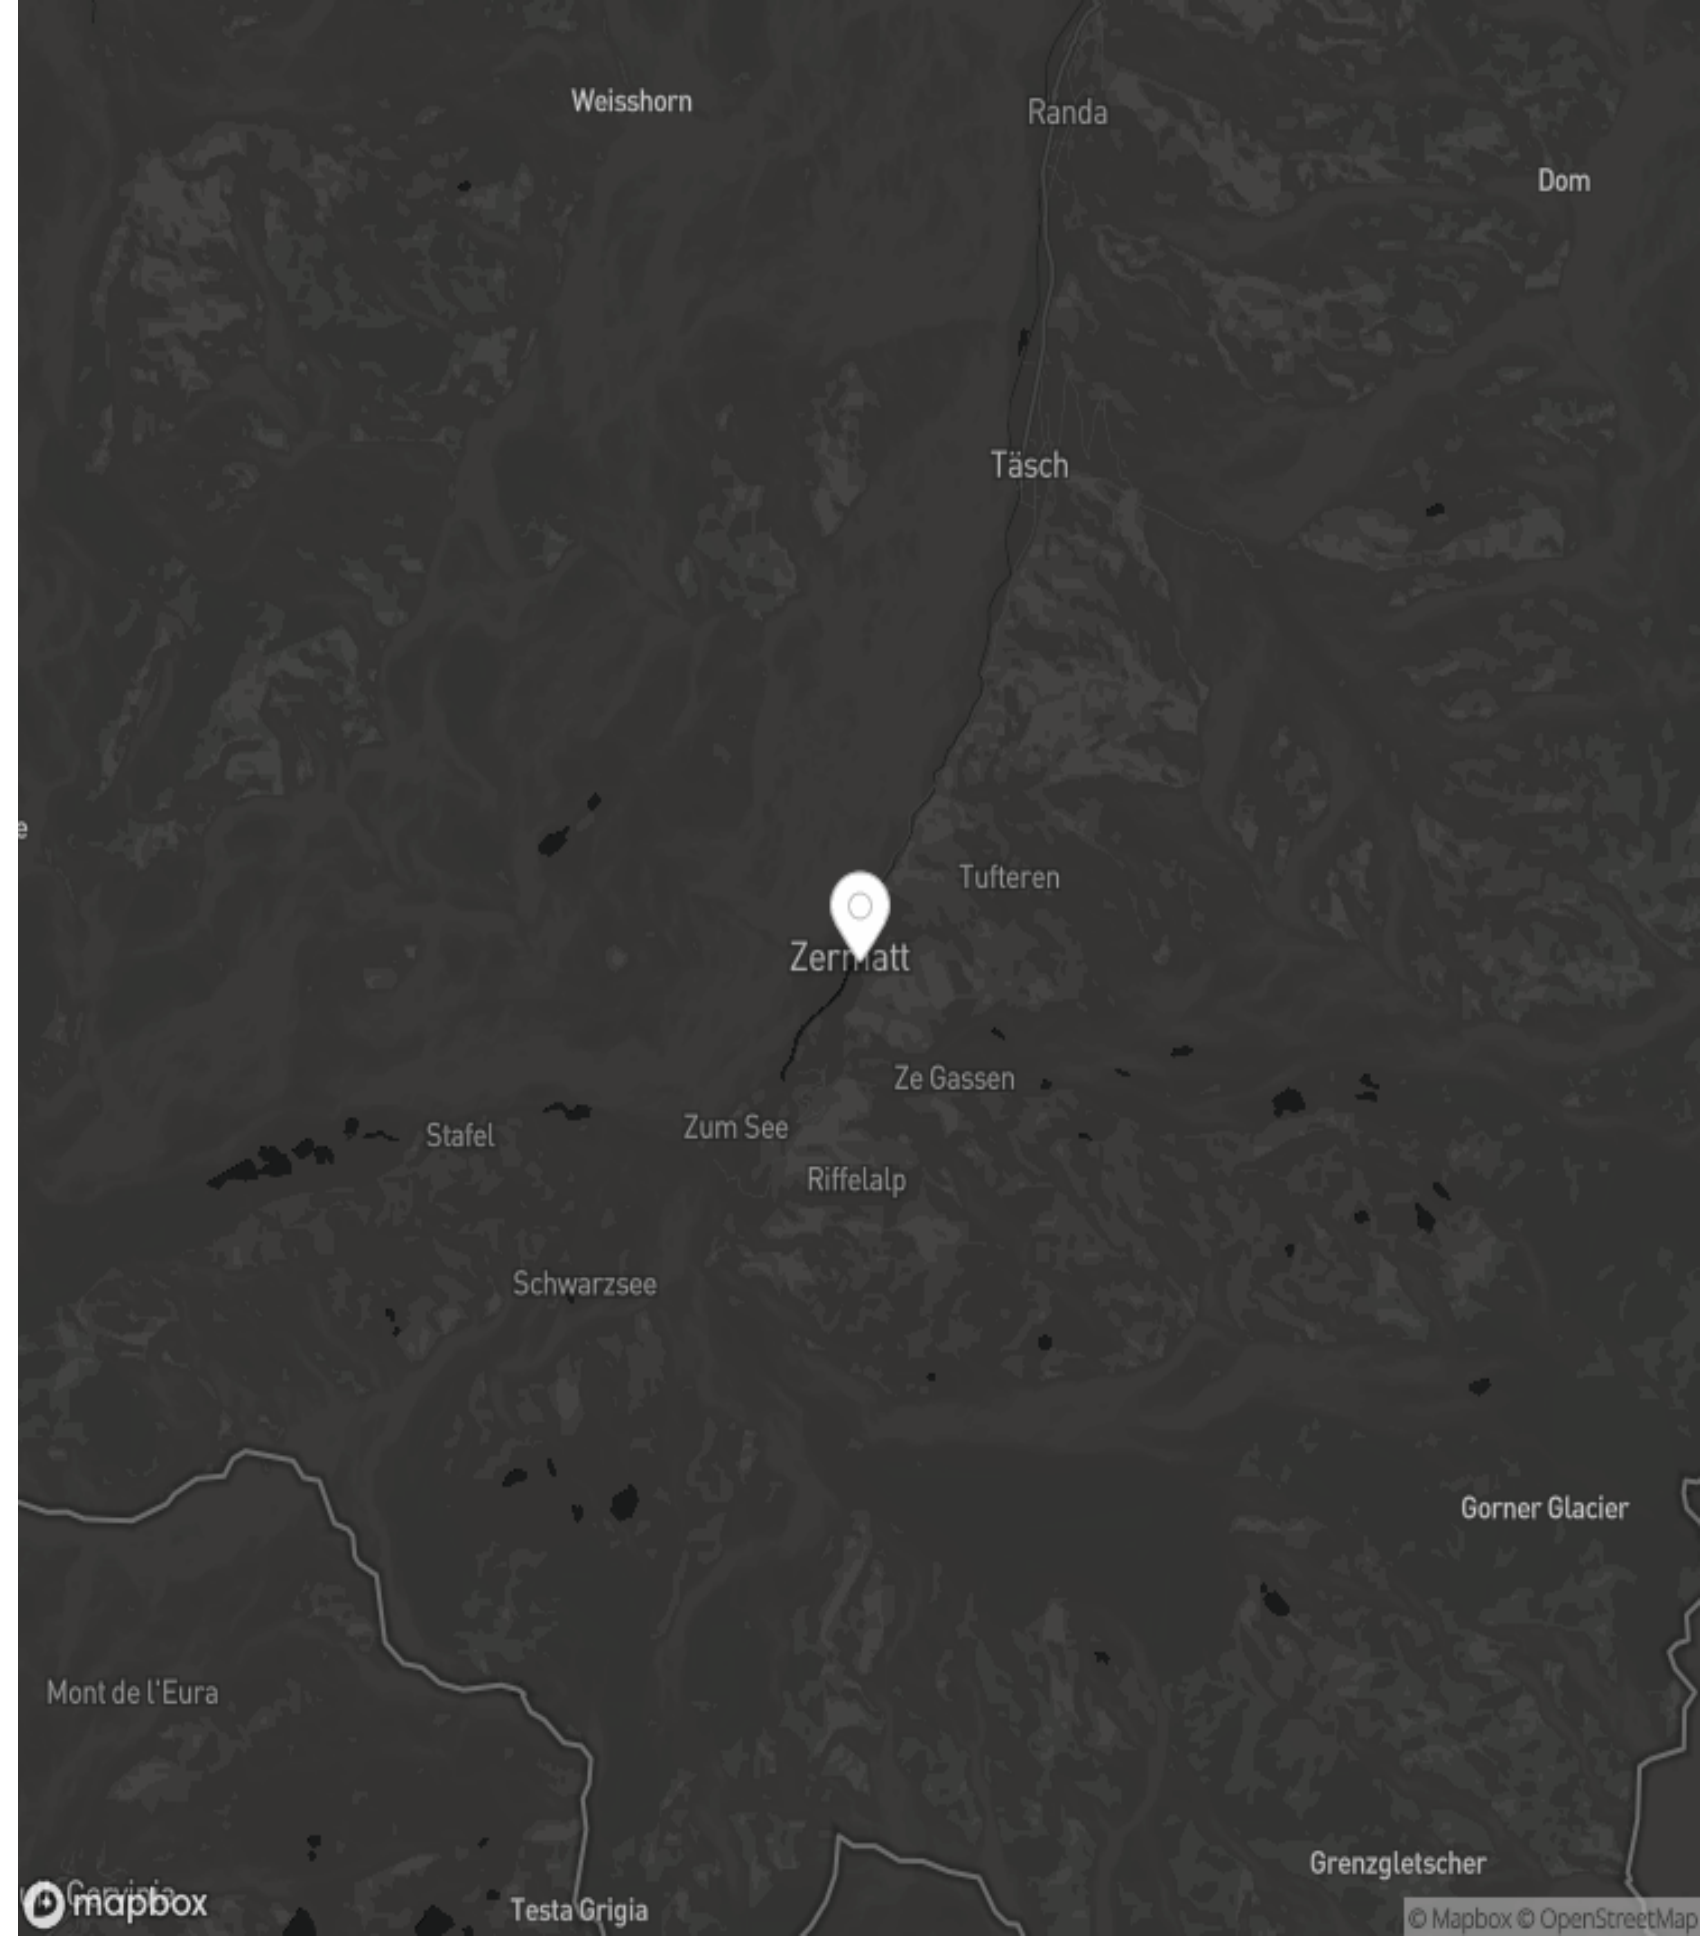 Weisshorn
Randa
Dom
Täsch
e
Tufteren
Zermatt
Ze Gassen
Stafel
Zum See
Riffelalp
Schwarzsee
Gorner Glacier
Mont de l'Eura
Grenzgletscher
mapbox
Testa Grigia
© Mapbox © OpenStreetMap